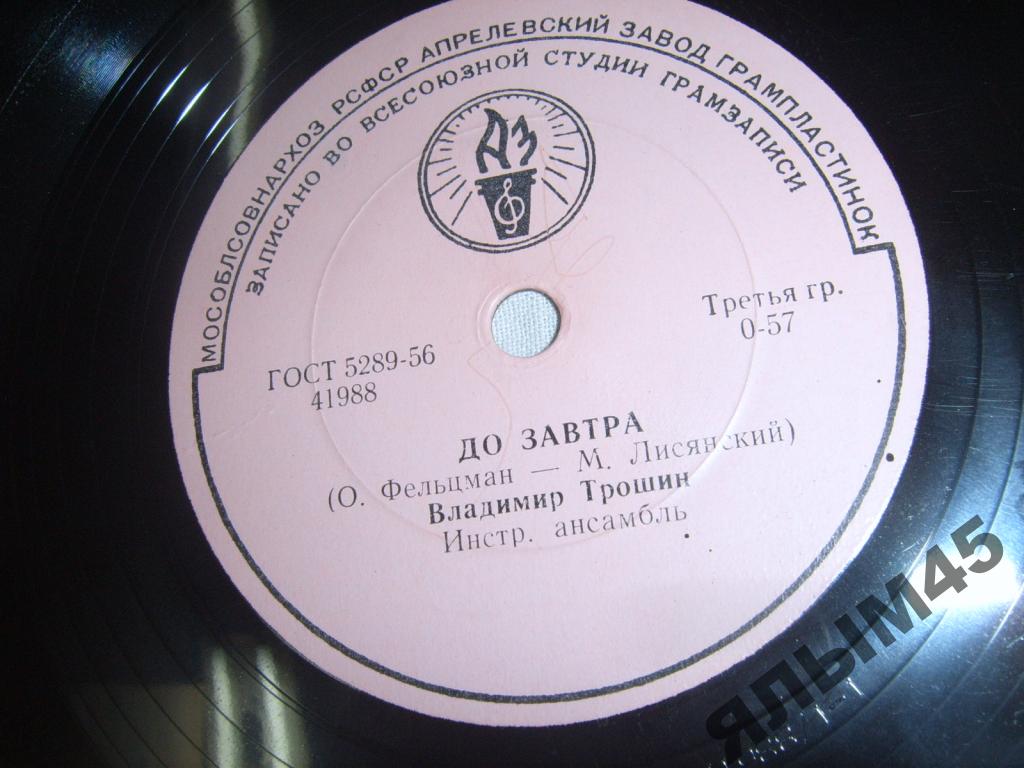 МОСОБЛСОВНАРХОЗ РСФСР АПРЕЛЕВСКИЙ ЗАВОД ГРАМПЛАСТИНОК
ЗАПИСАНО ВО ВСЕСОЮЗНОЙ СТУДИИ ГРАМЗАПИСИ
АЗ
ГОСТ 5289-56
41988
Третья гр.
0-57
ДО ЗАВТРА
(О. Фельцман — М. Лисянский)
Владимир Трошин
Инстр. ансамбль
ЯЛЫМ45